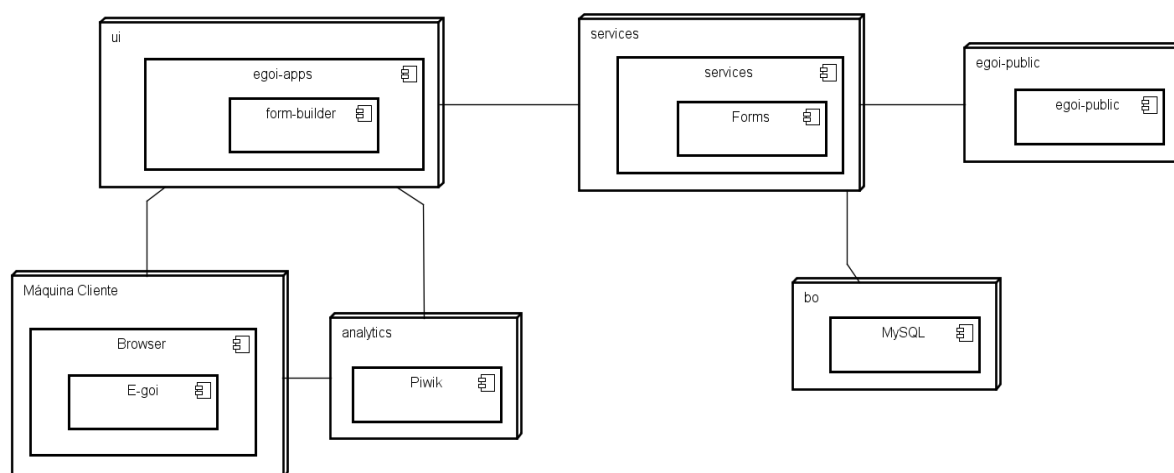 ui
egoi-apps
form-builder
services
services
Forms
egoi-public
egoi-public
Máquina Cliente
Browser
E-goi
analytics
Piwik
bo
MySQL